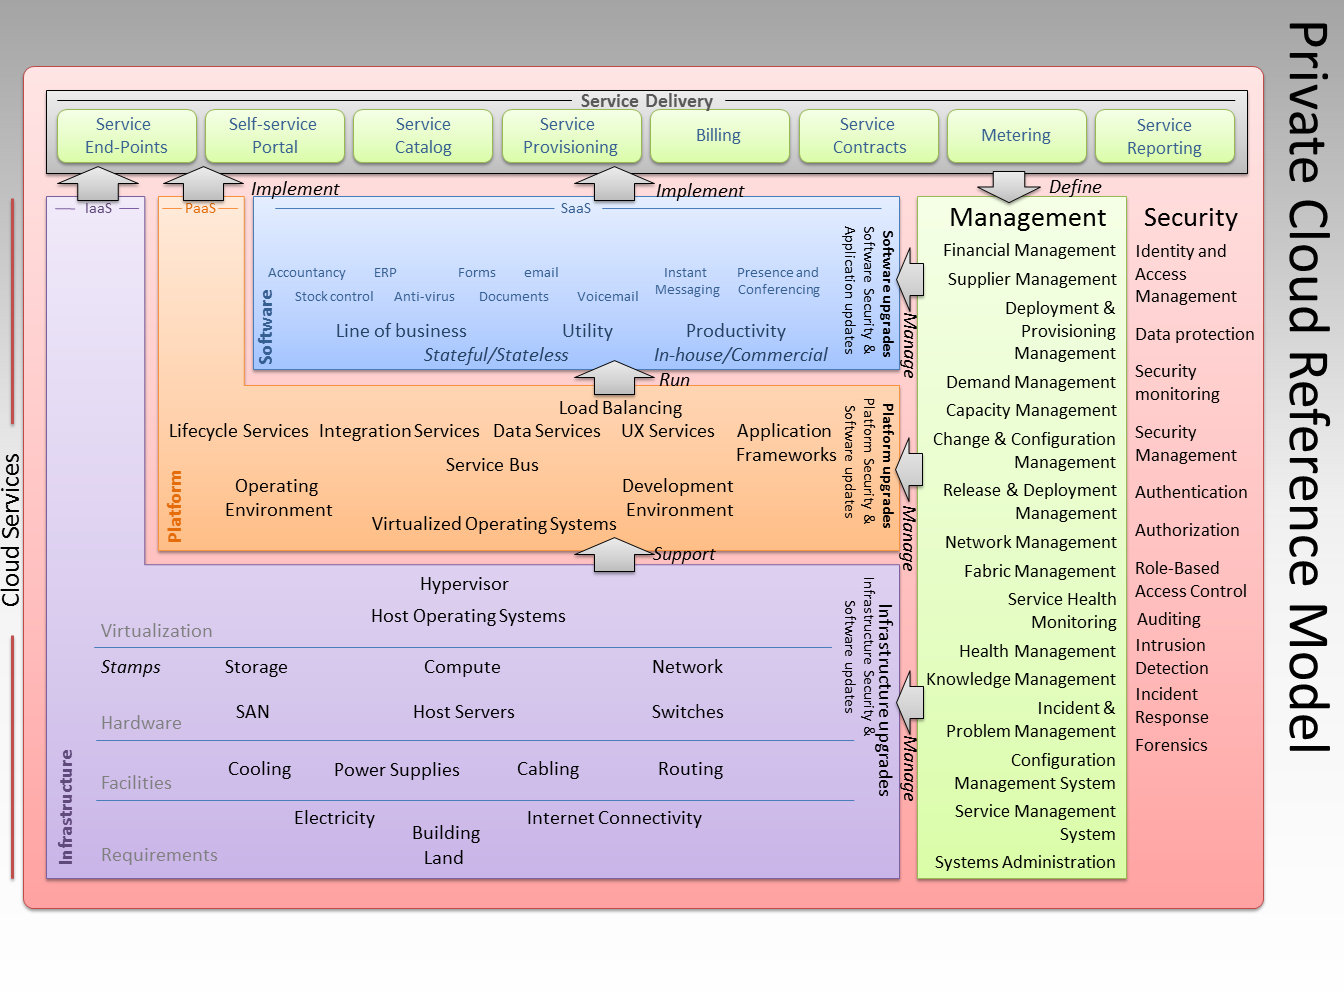 Private Cloud Reference Model
Cloud Services
Service Delivery
Service
End-Points
Self-service
Portal
Service
Catalog
Service
Provisioning
Billing
Service
Contracts
Metering
Service
Reporting
Implement
Implement
Define
IaaS
PaaS
SaaS
Software
Accountancy
ERP
Forms
email
Instant
Messaging
Presence and
Conferencing
Stock control
Anti-virus
Documents
Voicemail
Line of business
Utility
Productivity
Stateful/Stateless
In-house/Commercial
Software upgrades
Software Security &
Application updates
Manage
Run
Platform
Load Balancing
Lifecycle Services
Integration Services
Data Services
UX Services
Application
Frameworks
Service Bus
Operating
Environment
Development
Environment
Virtualized Operating Systems
Platform upgrades
Platform Security &
Software updates
Manage
Support
Infrastructure
Hypervisor
Host Operating Systems
Virtualization
Stamps
Storage
Compute
Network
SAN
Host Servers
Switches
Hardware
Cooling
Power Supplies
Cabling
Routing
Facilities
Electricity
Building
Land
Internet Connectivity
Requirements
Infrastructure upgrades
Infrastructure Security &
Software updates
Manage
Management
Financial Management
Supplier Management
Deployment &
Provisioning
Management
Demand Management
Capacity Management
Change & Configuration
Management
Release & Deployment
Management
Network Management
Fabric Management
Service Health
Monitoring
Health Management
Knowledge Management
Incident &
Problem Management
Configuration
Management System
Service Management
System
Systems Administration
Security
Identity and
Access
Management
Data protection
Security
monitoring
Security
Management
Authentication
Authorization
Role-Based
Access Control
Auditing
Intrusion
Detection
Incident
Response
Forensics